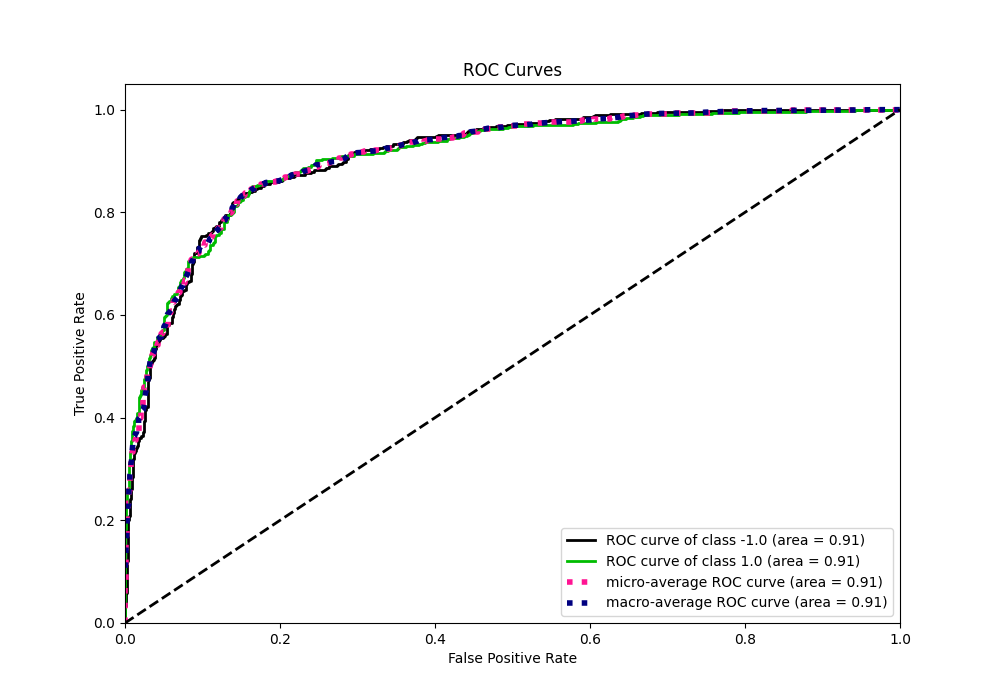 ROC Curves
True Positive Rate
1.0
0.8
0.6
0.4
0.2
0.0
ROC curve of class -1.0 (area = 0.91)
ROC curve of class 1.0 (area = 0.91)
micro-average ROC curve (area = 0.91)
macro-average ROC curve (area = 0.91)
0.0 0.2 0.4 0.6 0.8 1.0
False Positive Rate